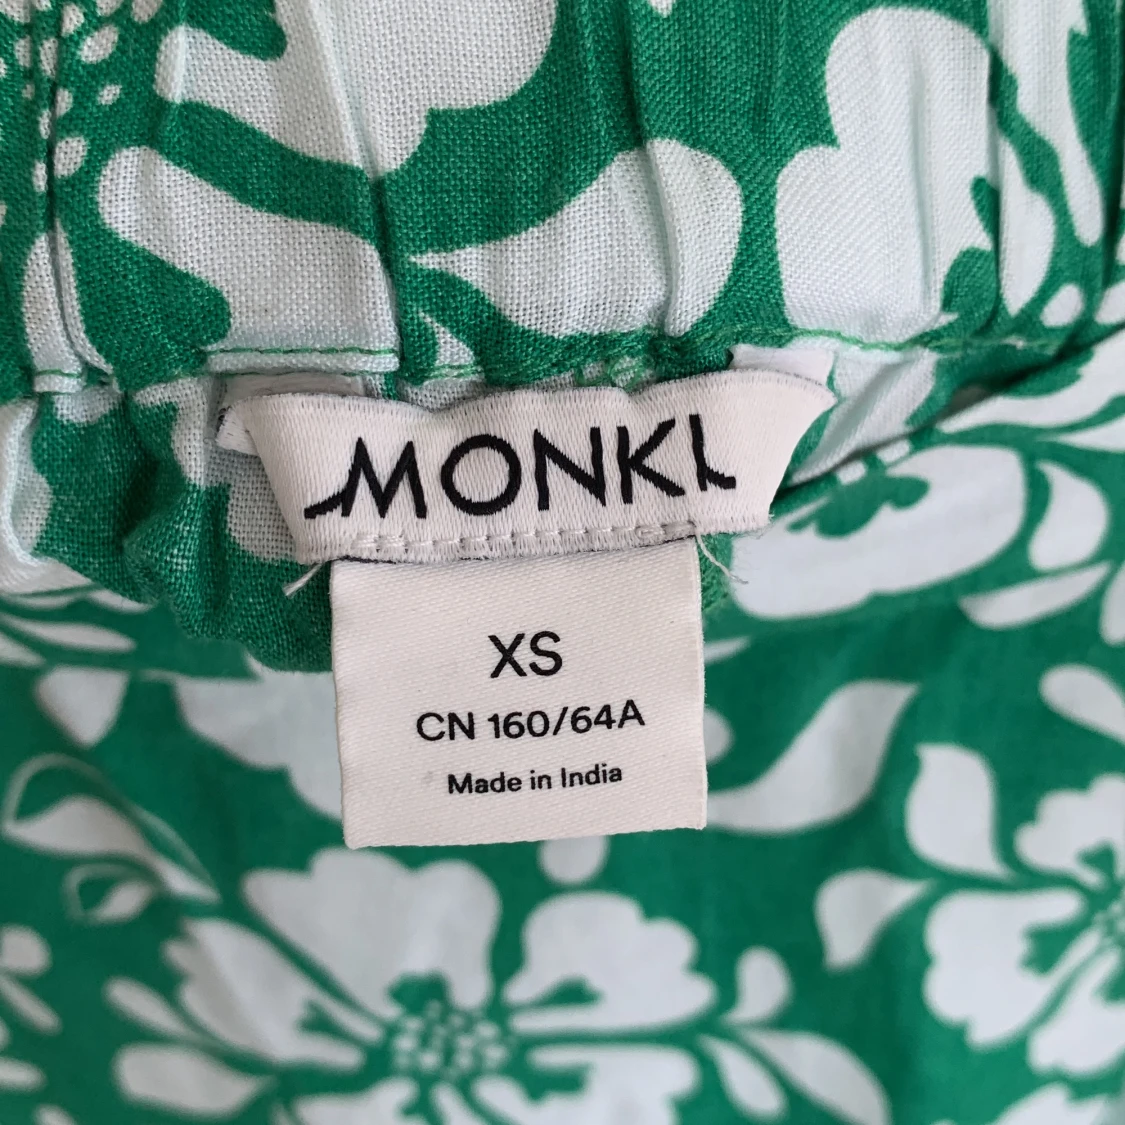 MONKI
XS
CN 160/64A
Made in India